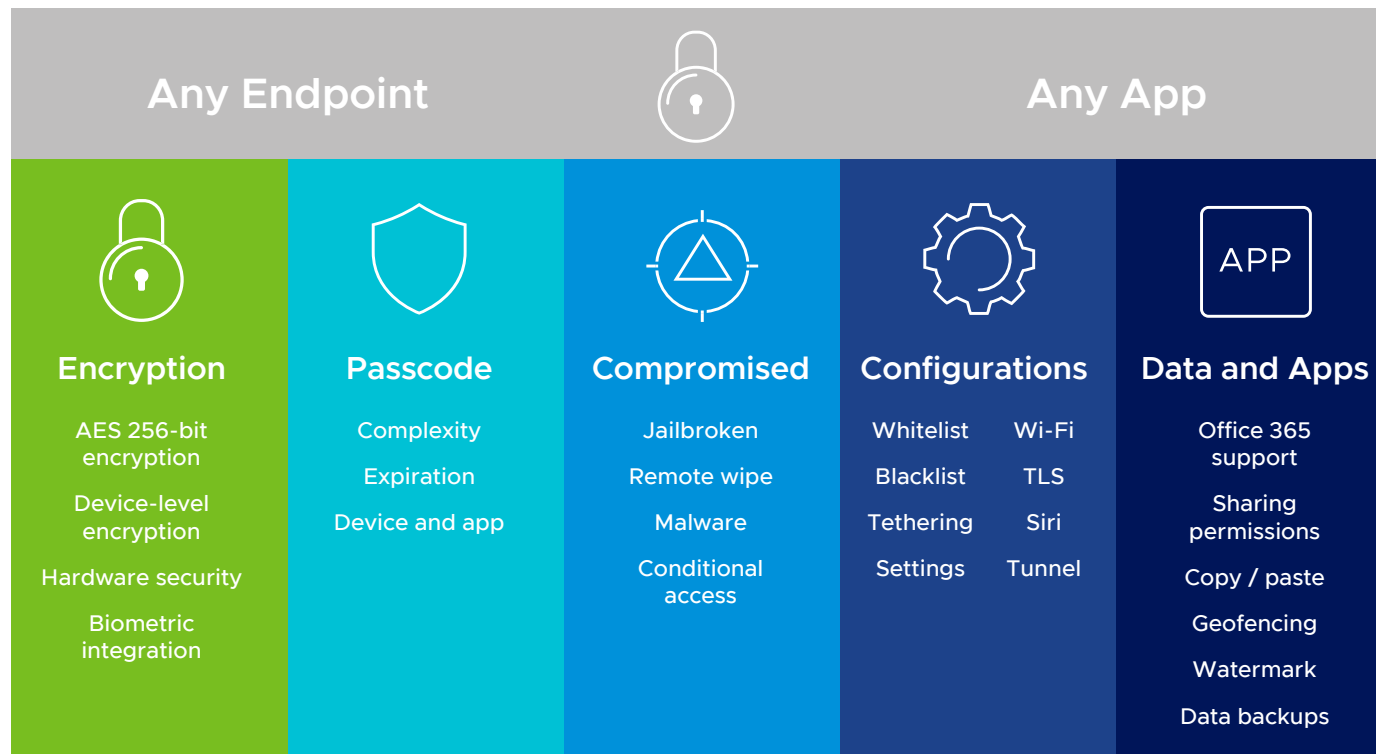 Any Endpoint
Any App
Encryption
AES 256-bit
encryption
Device-level
encryption
Hardware security
Biometric
integration
Passcode
Complexity
Expiration
Device and app
Compromised
Jailbroken
Remote wipe
Malware
Conditional
access
Configurations
Whitelist Wi-Fi
Blacklist TLS
Tethering Siri
Settings Tunnel
APP
Data and Apps
Office 365
support
Sharing
permissions
Copy / paste
Geofencing
Watermark
Data backups